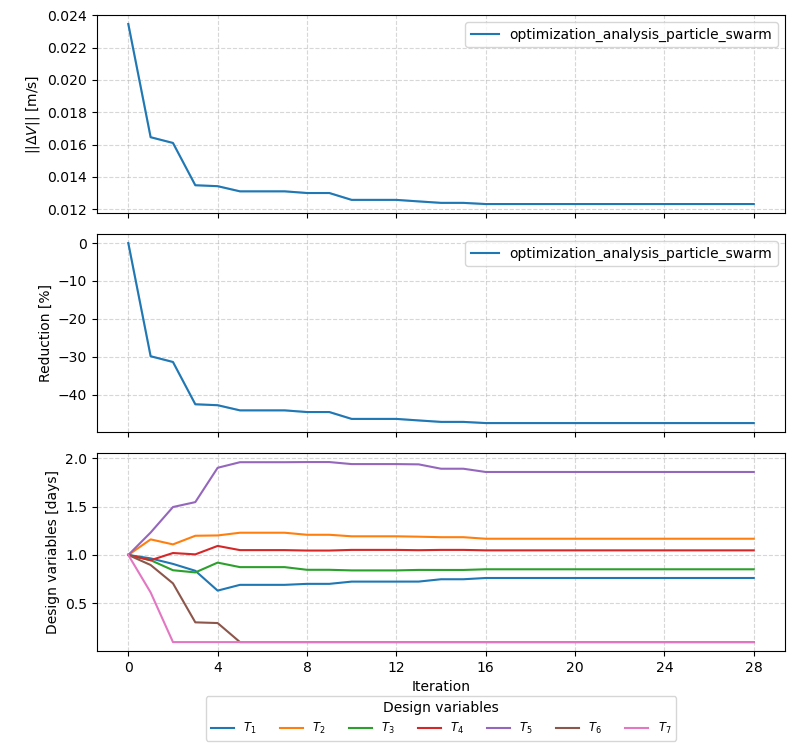 0.024
0.022
0.020
0.018
0.016
0.014
0.012
||ΔV|| [m/s]
optimization_analysis_particle_swarm
0
−10
−20
−30
−40
Reduction [%]
optimization_analysis_particle_swarm
2.0
1.5
1.0
0.5
Design variables [days]
0 4 8 12 16 20 24 28
Iteration
Design variables
T₁ T₂ T₃ T₄ T₅ T₆ T₇